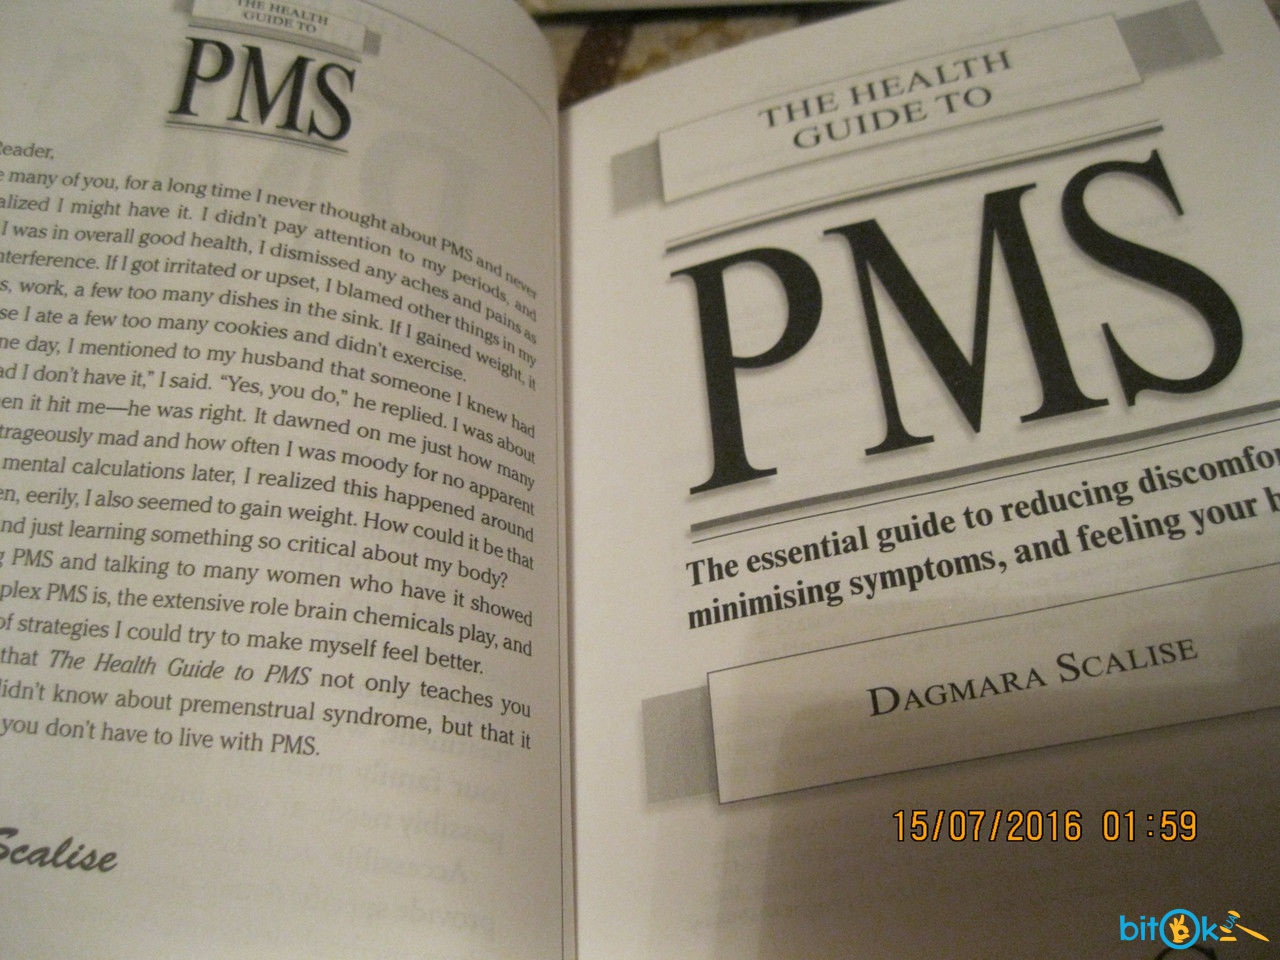 THE HEALTH
GUIDE TO
PMS
Reader,
many of you, for a long time I never thought about PMS and never
realized I might have it. I didn't pay attention to my periods, and
I was in overall good health, I dismissed any aches and pains as
interference. If I got irritated or upset, I blamed other things in my
work, a few too many dishes in the sink. If I gained weight, it
I ate a few too many cookies and didn't exercise.
one day, I mentioned to my husband that someone I knew had
I don't have it," I said. "Yes, you do," he replied. I was about
it hit me—he was right. It dawned on me just how many
outrageously mad and how often I was moody for no apparent
mental calculations later, I realized this happened around
eerily, I also seemed to gain weight. How could it be that
just learning something so critical about my body?
PMS and talking to many women who have it showed
plex PMS is, the extensive role brain chemicals play, and
of strategies I could try to make myself feel better.
that The Health Guide to PMS not only teaches you
didn't know about premenstrual syndrome, but that it
you don't have to live with PMS.
Scalise
THE HEALTH
GUIDE TO
PMS
The essential guide to reducing discomfor
minimising symptoms, and feeling your b
DAGMARA SCALISE
15/07/2016 01:59
bitOk UA